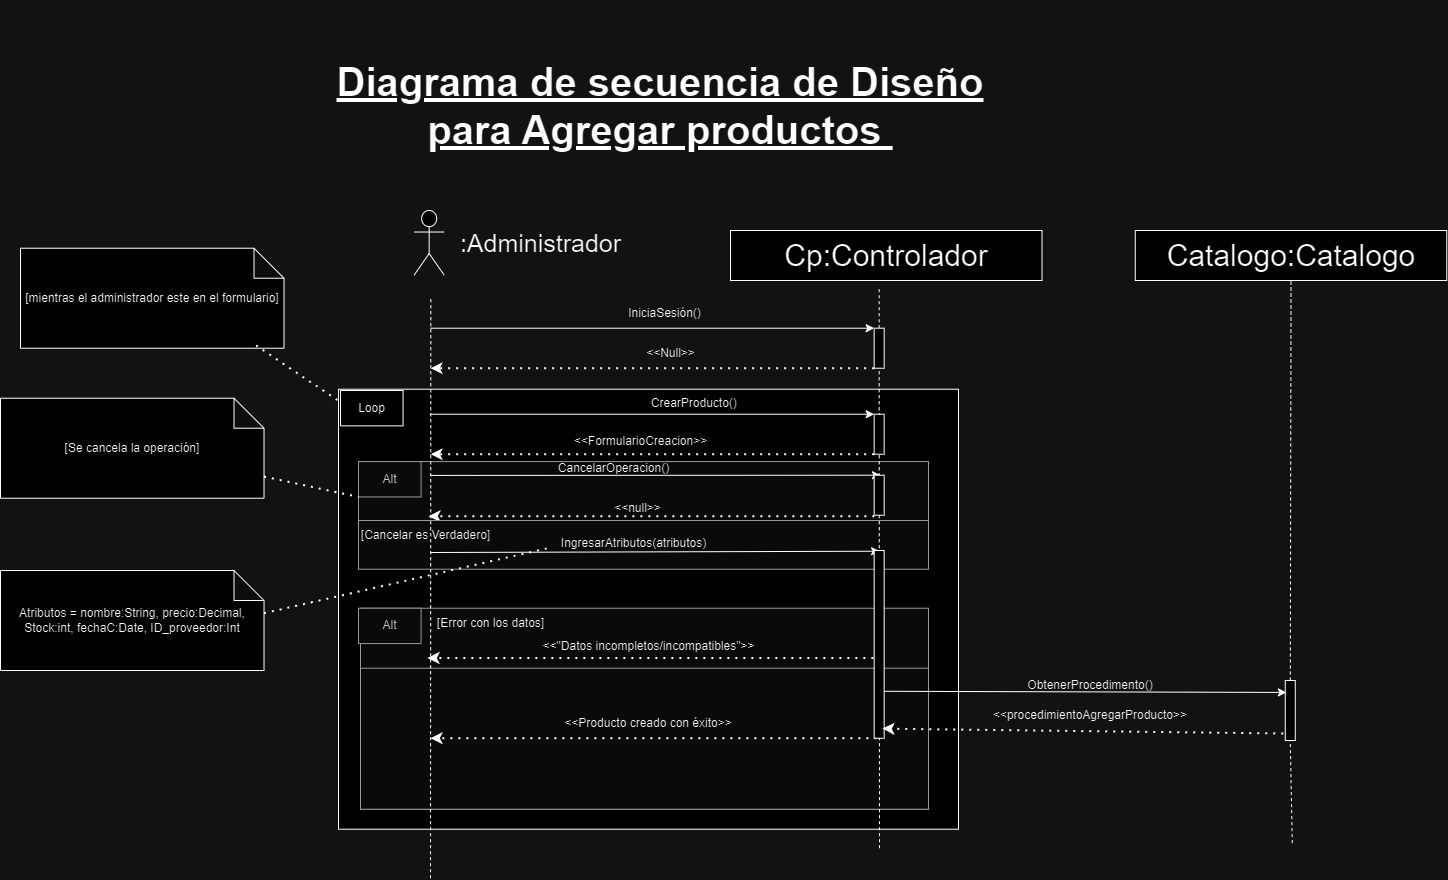 Diagrama de secuencia de Diseño
para Agregar productos
:Administrador
Cp:Controlador
Catalogo:Catalogo
[mientras el administrador este en el formulario]
IniciaSesión()
<<Null>>
Loop
CrearProducto()
<<FormularioCreacion>>
[Se cancela la operación]
Alt
CancelarOperacion()
<<null>>
[Cancelar es Verdadero]
IngresarAtributos(atributos)
Atributos = nombre:String, precio:Decimal,
Stock:int, fechaC:Date, ID_proveedor:Int
Alt
[Error con los datos]
<<"Datos incompletos/incompatibles">>
ObtenerProcedimento()
<<procedimientoAgregarProducto>>
<<Producto creado con éxito>>